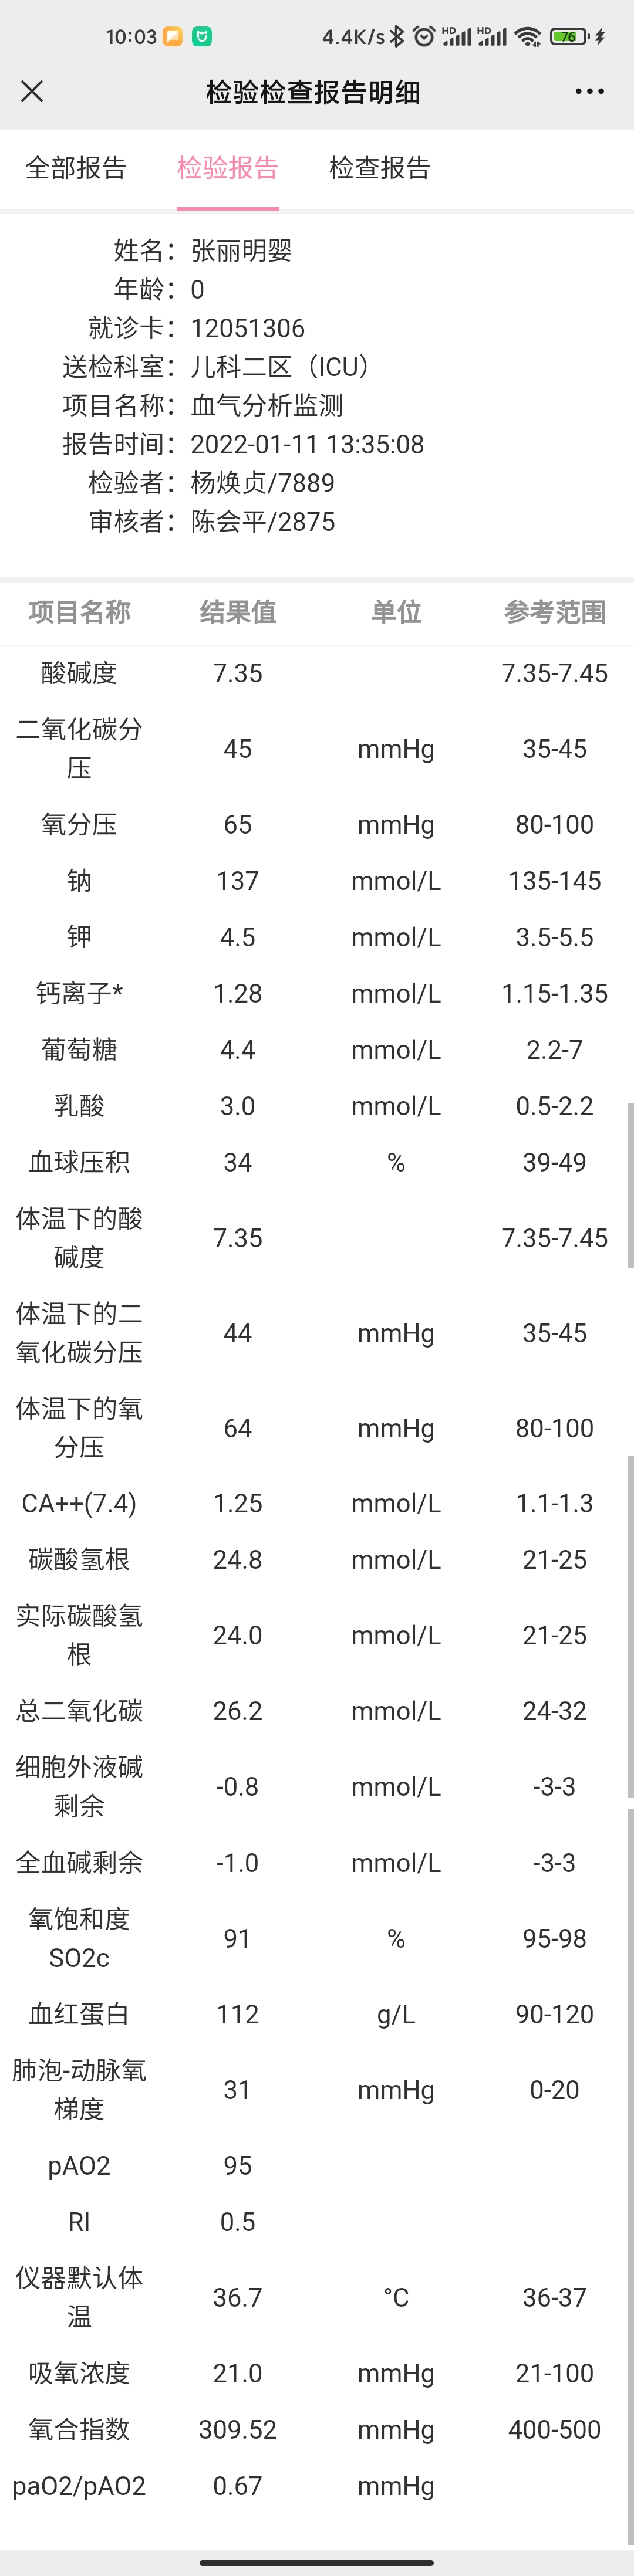 10:03 4.4K/s HD HD 76
检验检查报告明细
全部报告 检验报告 检查报告
姓名：张丽明婴
年龄：0
就诊卡：12051306
送检科室：儿科二区（ICU）
项目名称：血气分析监测
报告时间：2022-01-11 13:35:08
检验者：杨焕贞/7889
审核者：陈会平/2875
项目名称 结果值 单位 参考范围
酸碱度 7.35 7.35-7.45
二氧化碳分
压 45 mmHg 35-45
氧分压 65 mmHg 80-100
钠 137 mmol/L 135-145
钾 4.5 mmol/L 3.5-5.5
钙离子* 1.28 mmol/L 1.15-1.35
葡萄糖 4.4 mmol/L 2.2-7
乳酸 3.0 mmol/L 0.5-2.2
血球压积 34 % 39-49
体温下的酸
碱度 7.35 7.35-7.45
体温下的二
氧化碳分压 44 mmHg 35-45
体温下的氧
分压 64 mmHg 80-100
CA++(7.4) 1.25 mmol/L 1.1-1.3
碳酸氢根 24.8 mmol/L 21-25
实际碳酸氢
根 24.0 mmol/L 21-25
总二氧化碳 26.2 mmol/L 24-32
细胞外液碱
剩余 -0.8 mmol/L -3-3
全血碱剩余 -1.0 mmol/L -3-3
氧饱和度
SO2c 91 % 95-98
血红蛋白 112 g/L 90-120
肺泡-动脉氧
梯度 31 mmHg 0-20
pAO2 95
RI 0.5
仪器默认体
温 36.7 °C 36-37
吸氧浓度 21.0 mmHg 21-100
氧合指数 309.52 mmHg 400-500
paO2/pAO2 0.67 mmHg